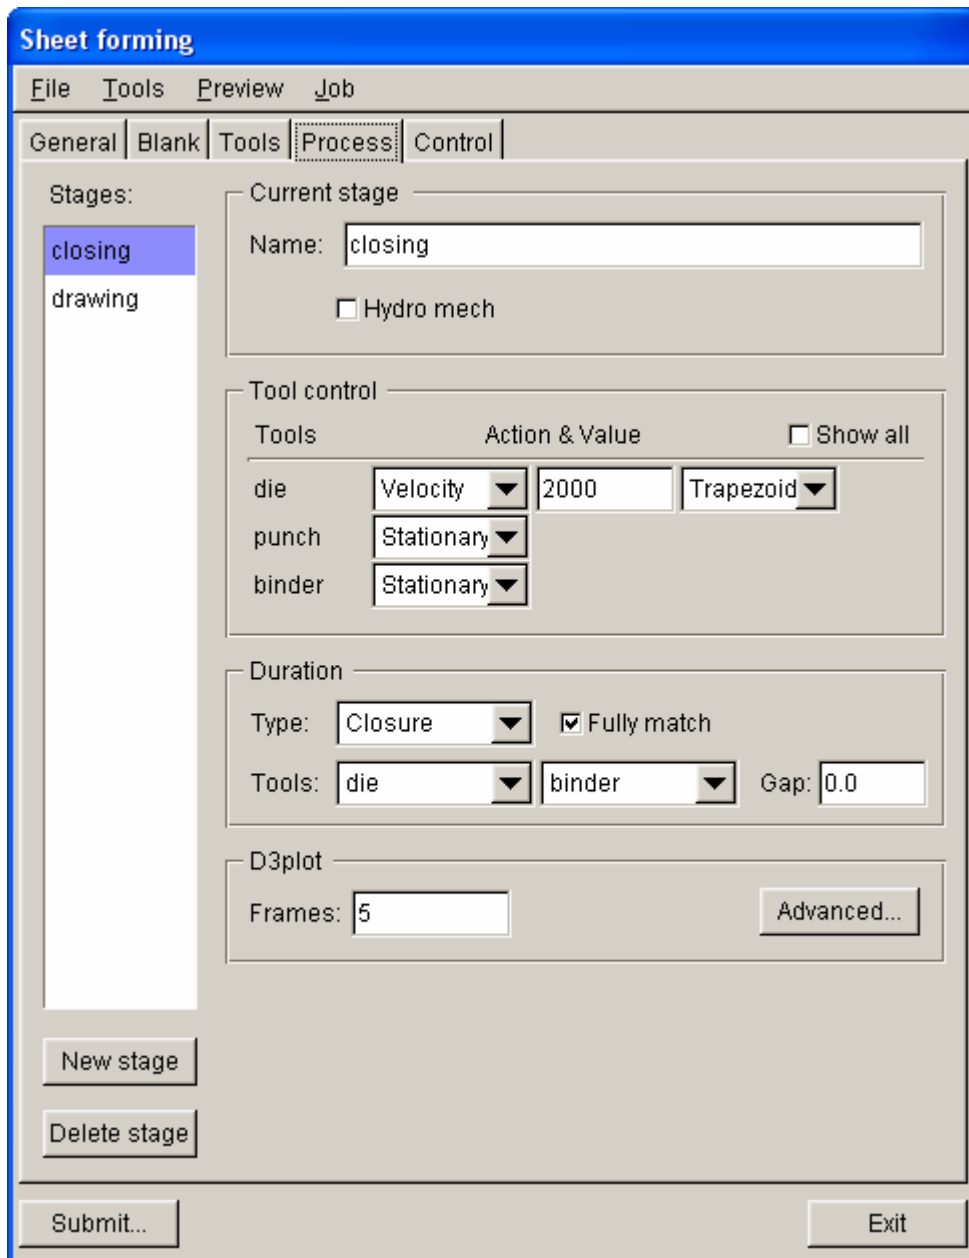 Sheet forming
File Tools Preview Job
General Blank Tools Process Control
Stages:
closing
drawing
New stage
Delete stage
Current stage
Name: closing
Hydro mech
Tool control
Tools Action & Value Show all
die Velocity 2000 Trapezoid
punch Stationary
binder Stationary
Duration
Type: Closure Fully match
Tools: die binder Gap: 0.0
D3plot
Frames: 5 Advanced...
Submit... Exit